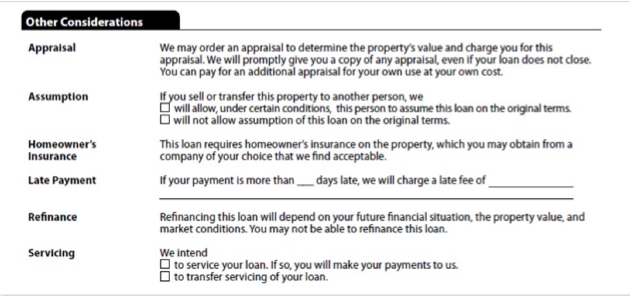 Other Considerations
Appraisal We may order an appraisal to determine the property's value and charge you for this
appraisal. We will promptly give you a copy of any appraisal, even if your loan does not close.
You can pay for an additional appraisal for your own use at your own cost.
Assumption If you sell or transfer this property to another person, we
☐ will allow, under certain conditions, this person to assume this loan on the original terms.
☐ will not allow assumption of this loan on the original terms.
Homeowner's This loan requires homeowner's insurance on the property, which you may obtain from a
Insurance company of your choice that we find acceptable.
Late Payment If your payment is more than ___ days late, we will charge a late fee of _______________
Refinance Refinancing this loan will depend on your future financial situation, the property value, and
market conditions. You may not be able to refinance this loan.
Servicing We intend
☐ to service your loan. If so, you will make your payments to us.
☐ to transfer servicing of your loan.